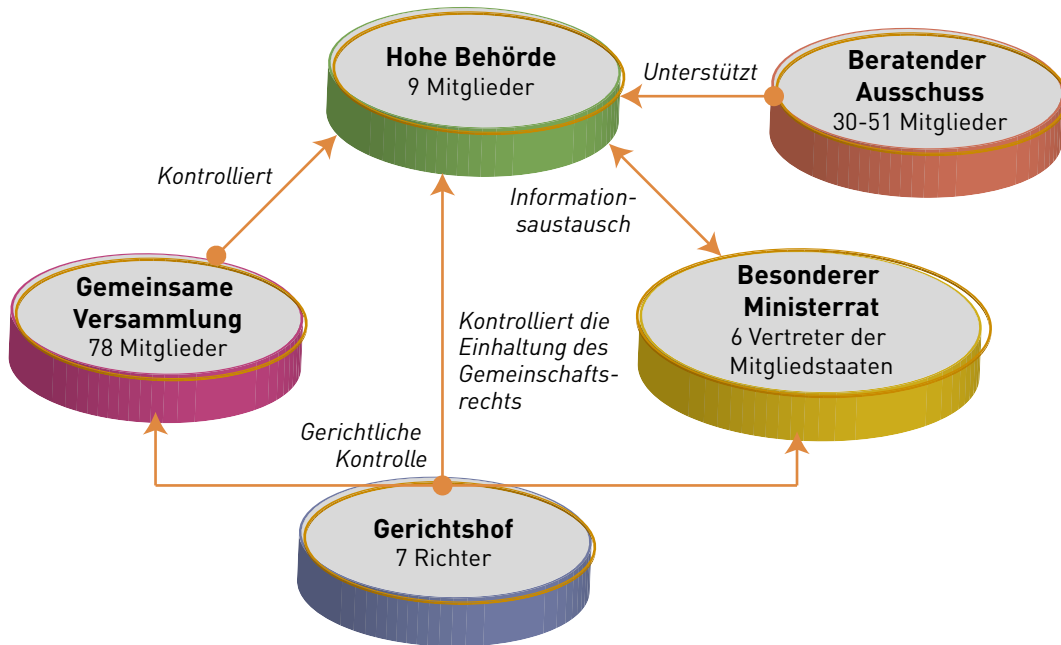 Hohe Behörde
9 Mitglieder
Unterstützt
Beratender
Ausschuss
30-51 Mitglieder
Kontrolliert
Information-
saustausch
Gemeinsame
Versammlung
78 Mitglieder
Besonderer
Ministerrat
6 Vertreter der
Mitgliedstaaten
Kontrolliert die
Einhaltung des
Gemeinschafts-
rechts
Gerichtliche
Kontrolle
Gerichtshof
7 Richter